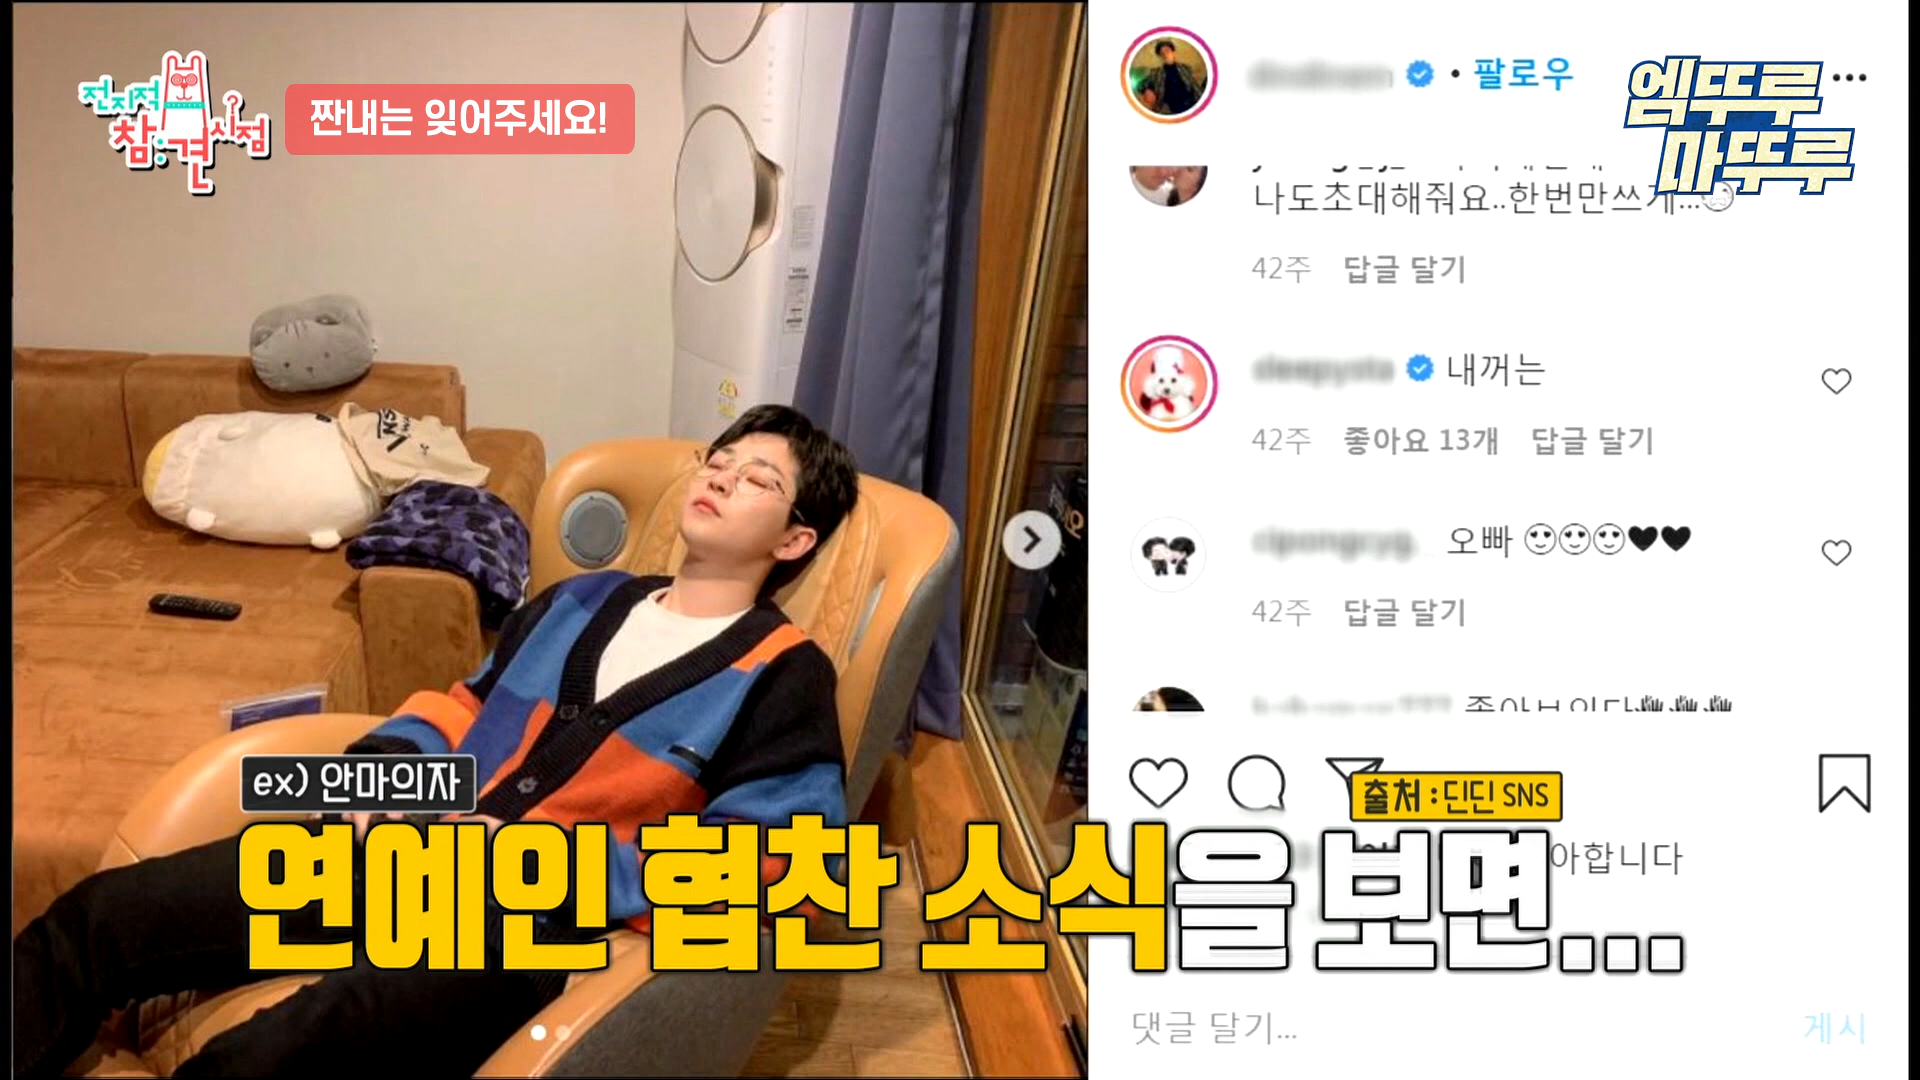 전지적
참:견
시점
짠내는 잊어주세요!
엠뚜루
마뚜루
• 팔로우
나도초대해줘요..한번만쓰게...
42주 답글 달기
내꺼는
42주 좋아요 13개 답글 달기
오빠
42주 답글 달기
좋아보인다
ex) 안마의자
출처 : 딘딘 SNS
아합니다
연예인 협찬 소식을 보면...
댓글 달기...
게시